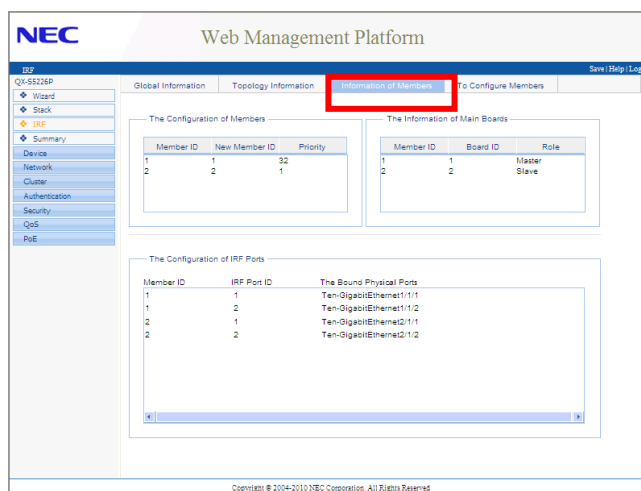 NEC
Web Management Platform
IRF
Save | Help | Log
QX-S5226P
Wizard
Stack
IRF
Summary
Device
Network
Cluster
Authentication
Security
QoS
PoE
Global Information
Topology Information
Information of Members
To Configure Members
The Configuration of Members
Member ID New Member ID Priority
1 1 32
2 2 1
The Information of Main Boards
Member ID Board ID Role
1 1 Master
2 2 Slave
The Configuration of IRF Ports
Member ID IRF Port ID The Bound Physical Ports
1 1 Ten-GigabitEthernet1/1/1
1 2 Ten-GigabitEthernet1/1/2
2 1 Ten-GigabitEthernet2/1/1
2 2 Ten-GigabitEthernet2/1/2
Copyright © 2004-2010 NEC Corporation. All Rights Reserved